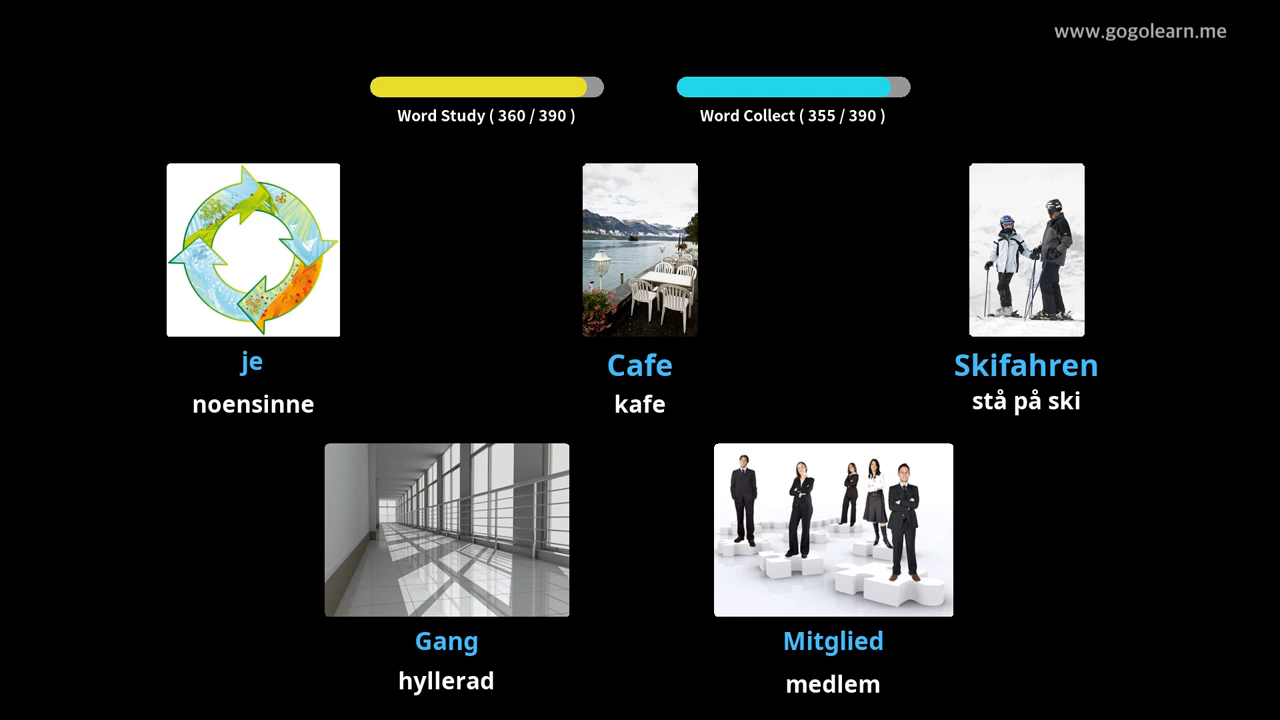 www.gogolearn.me
Word Study ( 360 / 390 )
Word Collect ( 355 / 390 )
je
noensinne
Cafe
kafe
Skifahren
stå på ski
Gang
hyllerad
Mitglied
medlem